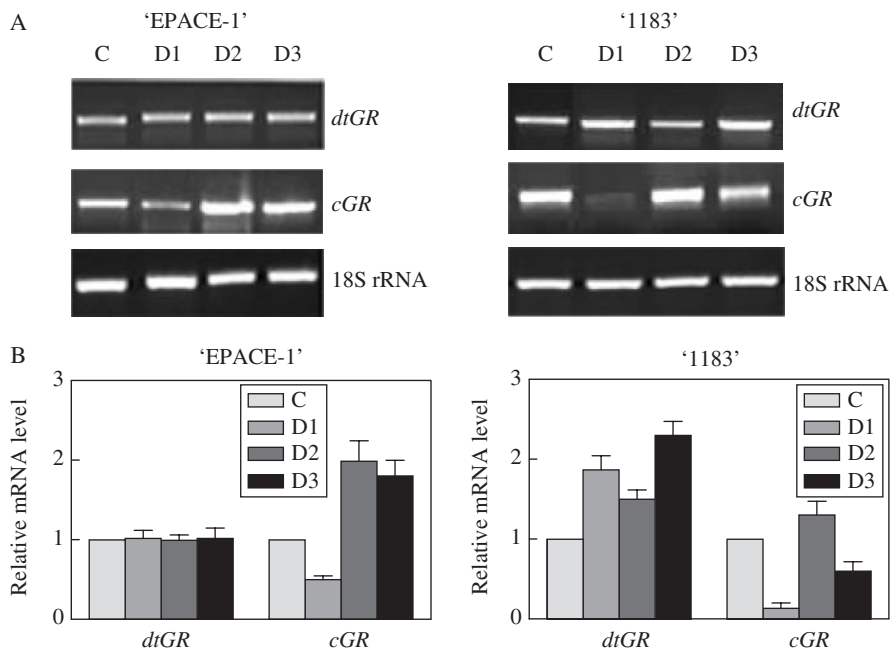 A
‘EPACE-1’
C D1 D2 D3
dtGR
cGR
18S rRNA
‘1183’
C D1 D2 D3
dtGR
cGR
18S rRNA
B
‘EPACE-1’
Relative mRNA level
3
2
1
0
C
D1
D2
D3
dtGR cGR
‘1183’
Relative mRNA level
3
2
1
0
C
D1
D2
D3
dtGR cGR